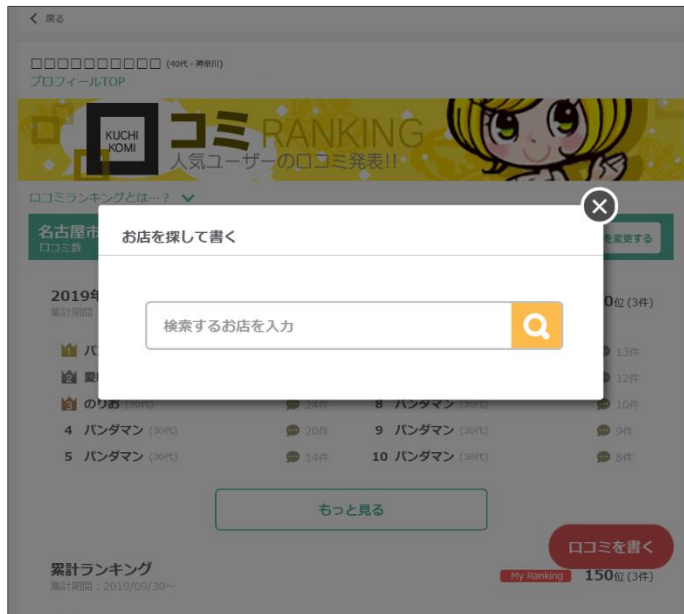 戻る
□□□□□□□□□□ (40代・神奈川)
プロフィールTOP
KUCHI
KOMI
コミ RANKING
人気ユーザーの口コミ発表!!
口コミランキングとは…？
名古屋市
口コミ数
を変更する
お店を探して書く
検索するお店を入力
2019年
集計期間：
0位 (3件)
1 パ
13件
2 愛
12件
3 のりお (30代) 24件
8 パンダマン (30代) 10件
4 パンダマン (30代) 20件
9 パンダマン (30代) 9件
5 パンダマン (30代) 14件
10 パンダマン (30代) 8件
もっと見る
口コミを書く
累計ランキング
My Ranking 150位 (3件)
集計期間：2019/09/30～